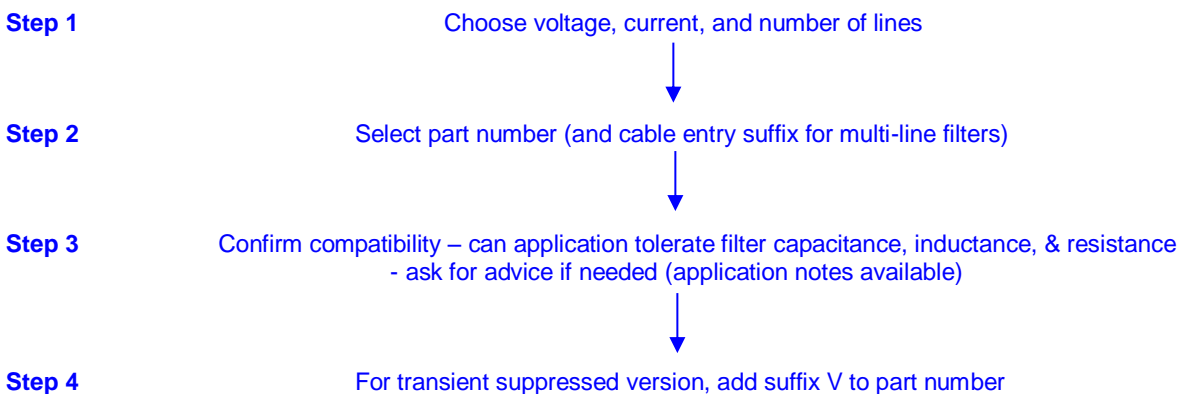 Step 1 Choose voltage, current, and number of lines
Step 2 Select part number (and cable entry suffix for multi-line filters)
Step 3 Confirm compatibility – can application tolerate filter capacitance, inductance, & resistance
- ask for advice if needed (application notes available)
Step 4 For transient suppressed version, add suffix V to part number